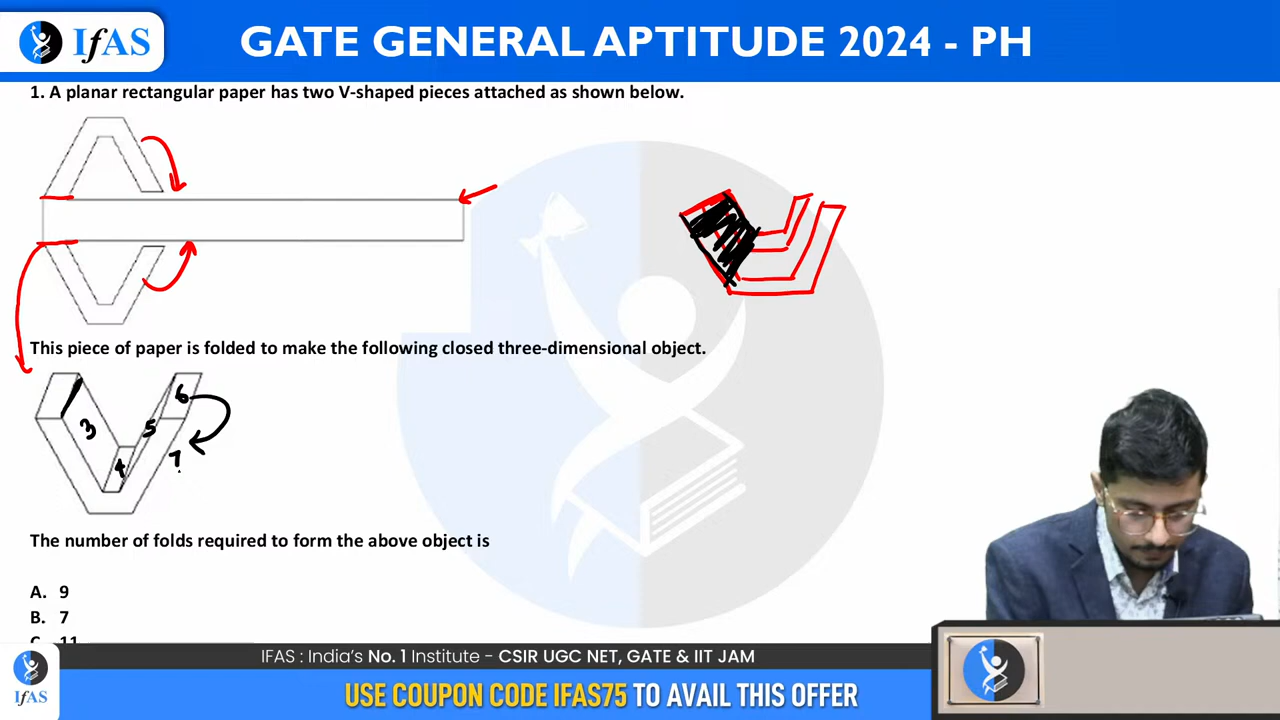 IfAS
GATE GENERAL APTITUDE 2024 - PH
1. A planar rectangular paper has two V-shaped pieces attached as shown below.
This piece of paper is folded to make the following closed three-dimensional object.
3
4
5
6
7
The number of folds required to form the above object is
A. 9
B. 7
C. 11
IFAS : India's No. 1 Institute - CSIR UGC NET, GATE & IIT JAM
IfAS
USE COUPON CODE IFAS75 TO AVAIL THIS OFFER